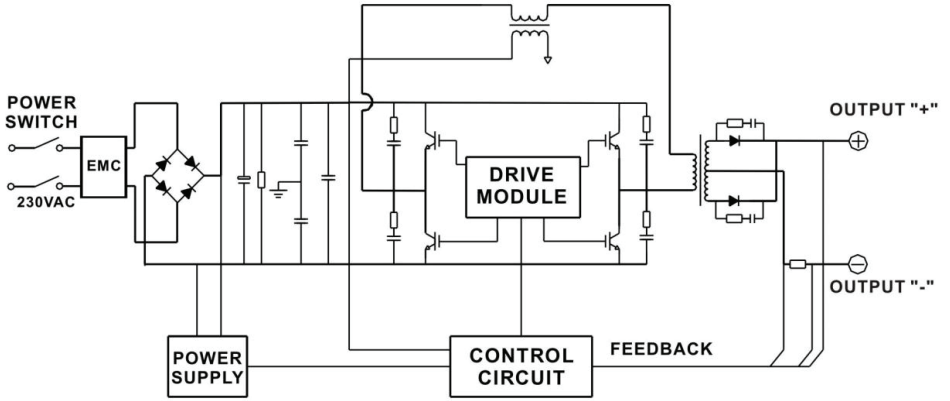 POWER
SWITCH
EMC
230VAC
DRIVE
MODULE
OUTPUT "+"
OUTPUT "-"
POWER
SUPPLY
CONTROL
CIRCUIT
FEEDBACK